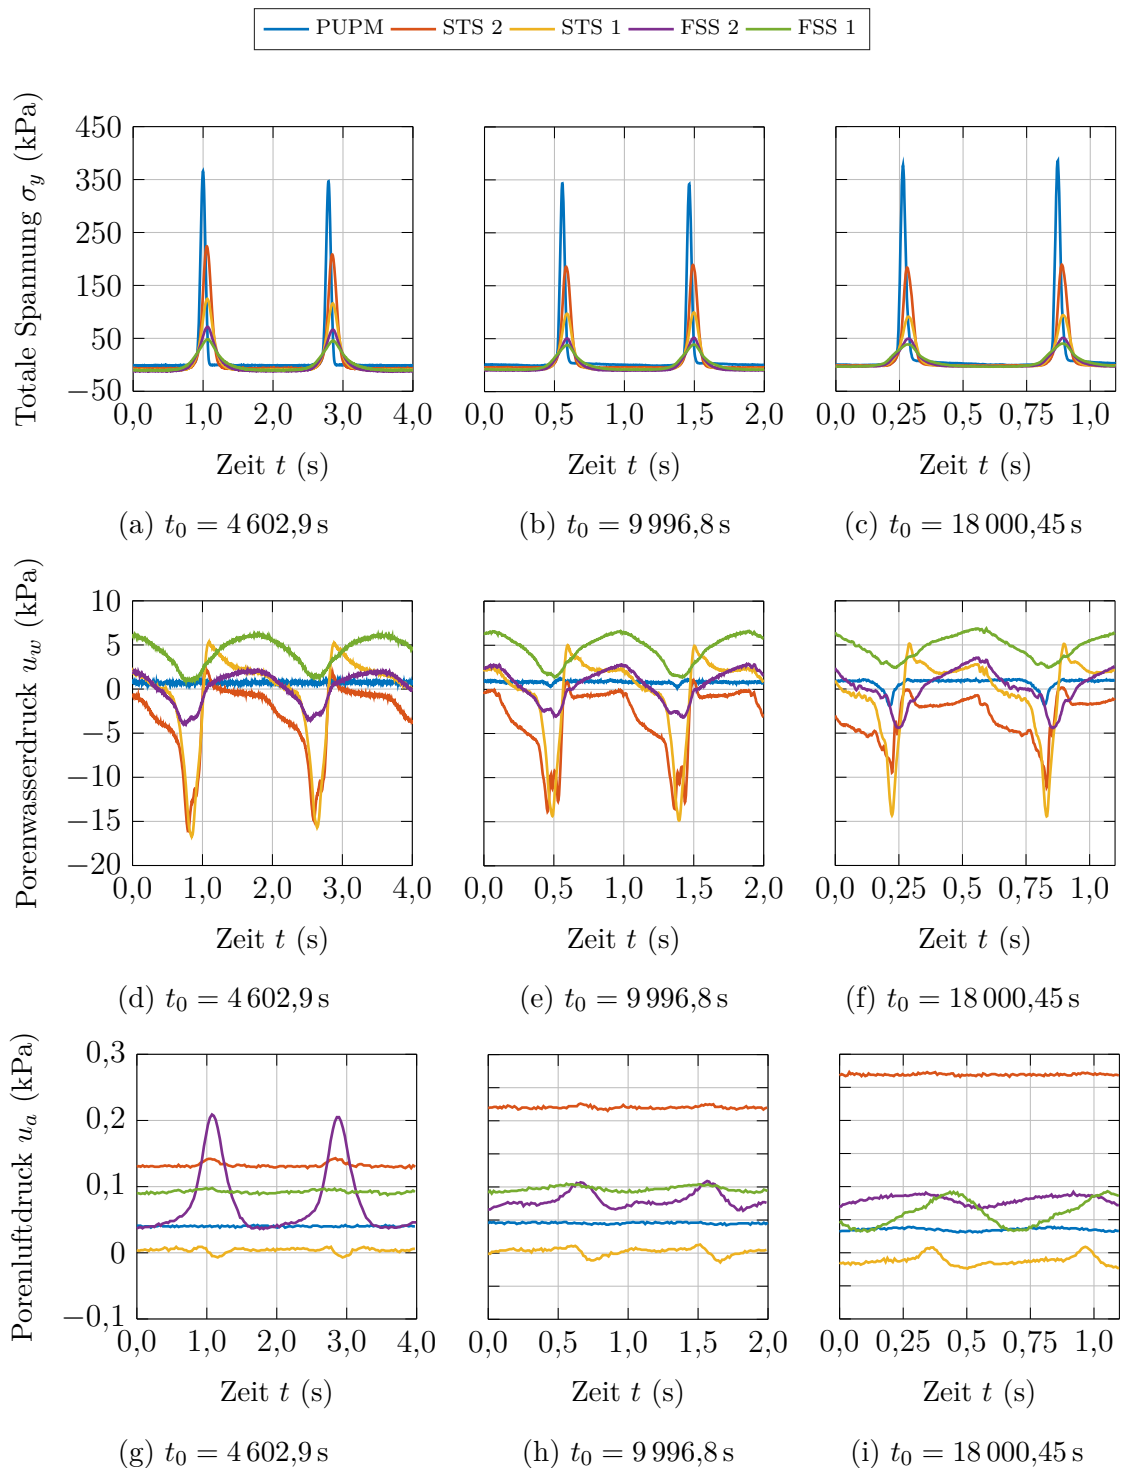 PUPM STS 2 STS 1 FSS 2 FSS 1
Totale Spannung σ_y (kPa)
450
350
250
150
50
−50
0,0 1,0 2,0 3,0 4,0
0,0 0,5 1,0 1,5 2,0
0,0 0,25 0,5 0,75 1,0
Zeit t (s) Zeit t (s) Zeit t (s)
(a) t_0 = 4 602,9 s (b) t_0 = 9 996,8 s (c) t_0 = 18 000,45 s
Porenwasserdruck u_w (kPa)
10
5
0
−5
−10
−15
−20
0,0 1,0 2,0 3,0 4,0
0,0 0,5 1,0 1,5 2,0
0,0 0,25 0,5 0,75 1,0
Zeit t (s) Zeit t (s) Zeit t (s)
(d) t_0 = 4 602,9 s (e) t_0 = 9 996,8 s (f) t_0 = 18 000,45 s
Porenluftdruck u_a (kPa)
0,3
0,2
0,1
0
−0,1
0,0 1,0 2,0 3,0 4,0
0,0 0,5 1,0 1,5 2,0
0,0 0,25 0,5 0,75 1,0
Zeit t (s) Zeit t (s) Zeit t (s)
(g) t_0 = 4 602,9 s (h) t_0 = 9 996,8 s (i) t_0 = 18 000,45 s